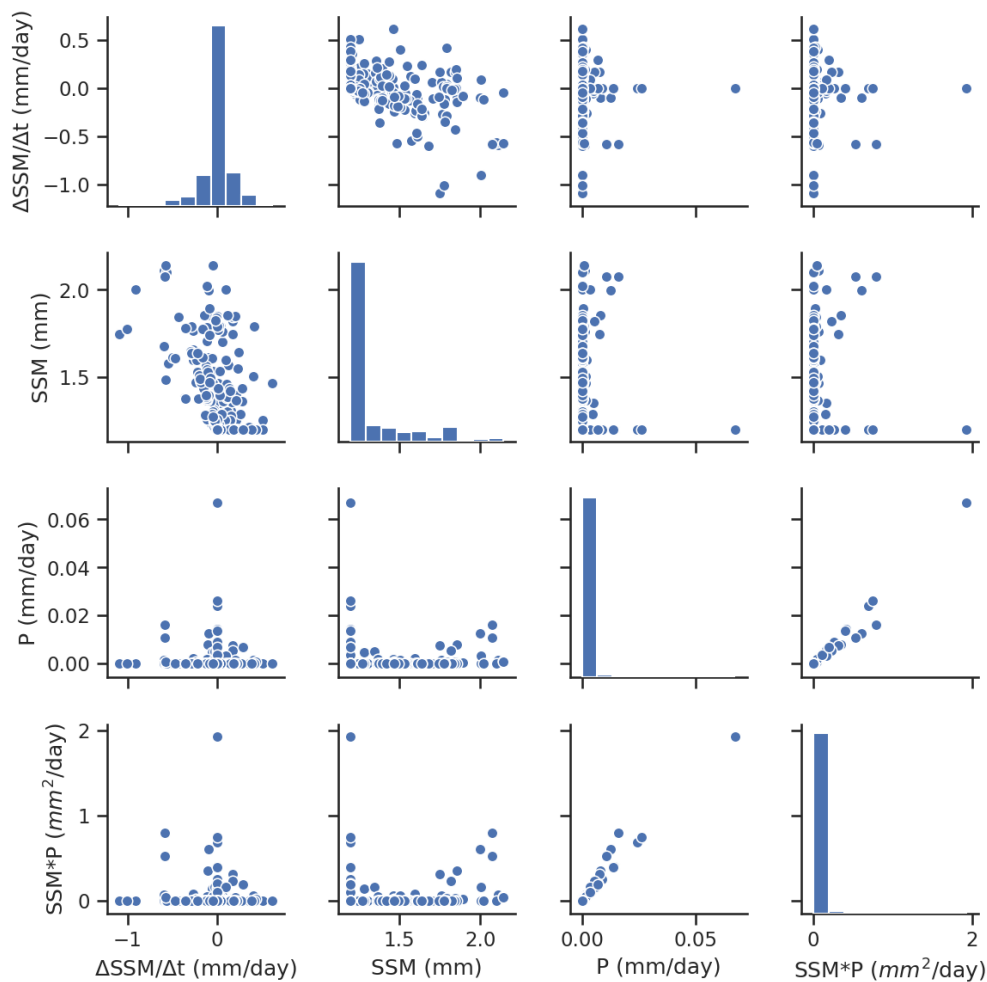 ΔSSM/Δt (mm/day)
0.5
0.0
−0.5
−1.0
SSM (mm)
2.0
1.5
P (mm/day)
0.06
0.04
0.02
0.00
SSM*P (mm²/day)
2
1
0
−1 0
1.5 2.0
0.00 0.05
0 2
ΔSSM/Δt (mm/day)
SSM (mm)
P (mm/day)
SSM*P (mm²/day)